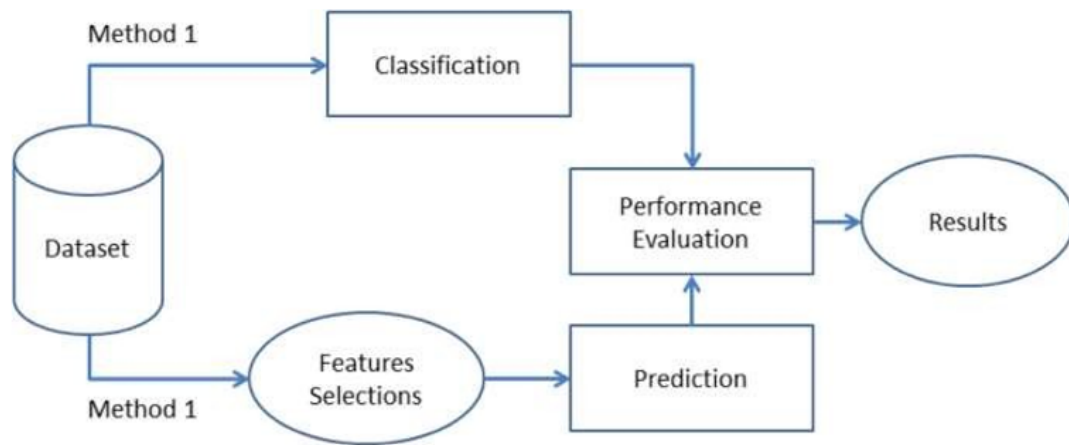 Method 1
Classification
Dataset
Performance
Evaluation
Results
Features
Selections
Prediction
Method 1